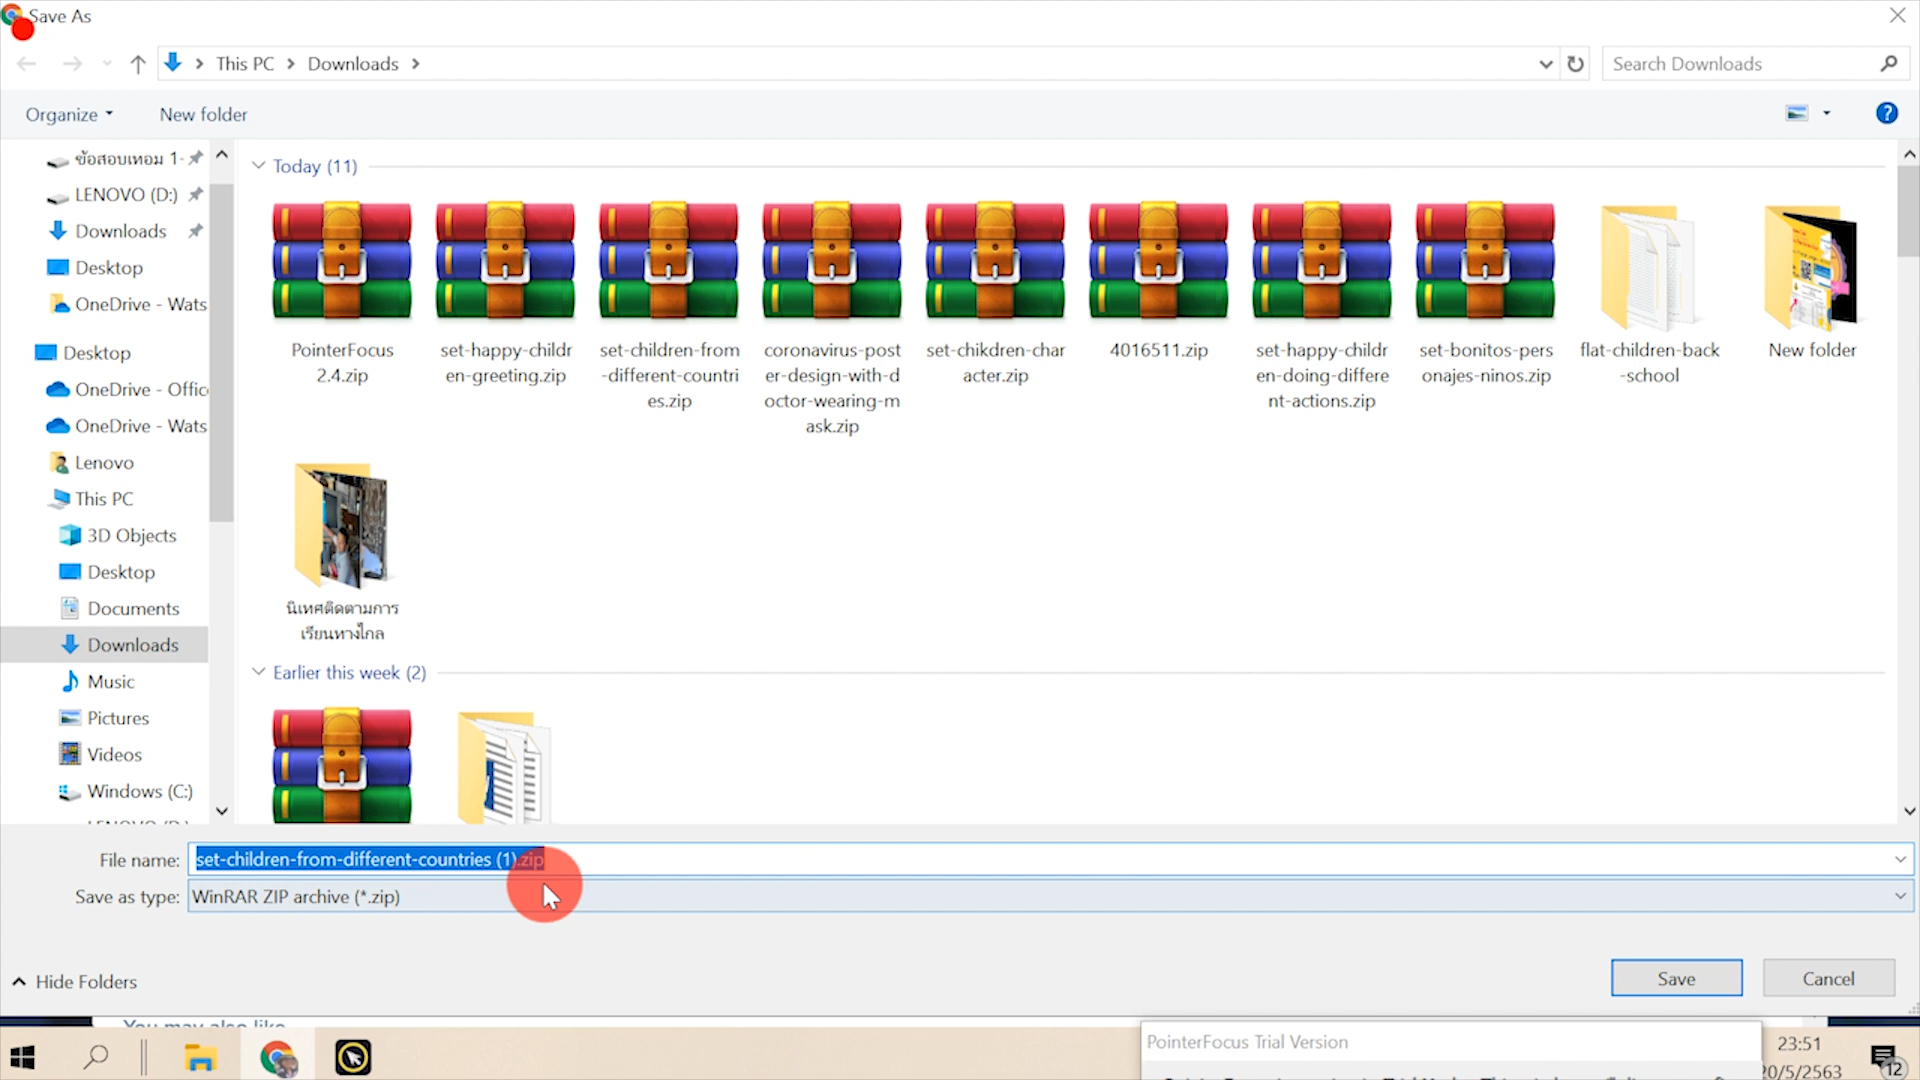 Save As
This PC
Downloads
Search Downloads
Organize
New folder
ข้อสอบเทอม 1-
LENOVO (D:)
Downloads
Desktop
OneDrive - Wats
Desktop
OneDrive - Offic
OneDrive - Wats
Lenovo
This PC
3D Objects
Desktop
Documents
Downloads
Music
Pictures
Videos
Windows (C:)
Today (11)
PointerFocus
2.4.zip
set-happy-childr
en-greeting.zip
set-children-from
-different-countri
es.zip
coronavirus-post
er-design-with-d
octor-wearing-m
ask.zip
set-chikdren-char
acter.zip
4016511.zip
set-happy-childr
en-doing-differe
nt-actions.zip
set-bonitos-pers
onajes-ninos.zip
flat-children-back
-school
New folder
นิเทศติดตามการ
เรียนทางไกล
Earlier this week (2)
File name:
set-children-from-different-countries (1).zip
Save as type:
WinRAR ZIP archive (*.zip)
Hide Folders
Save
Cancel
You may also like
PointerFocus Trial Version
23:51
20/5/2563
12